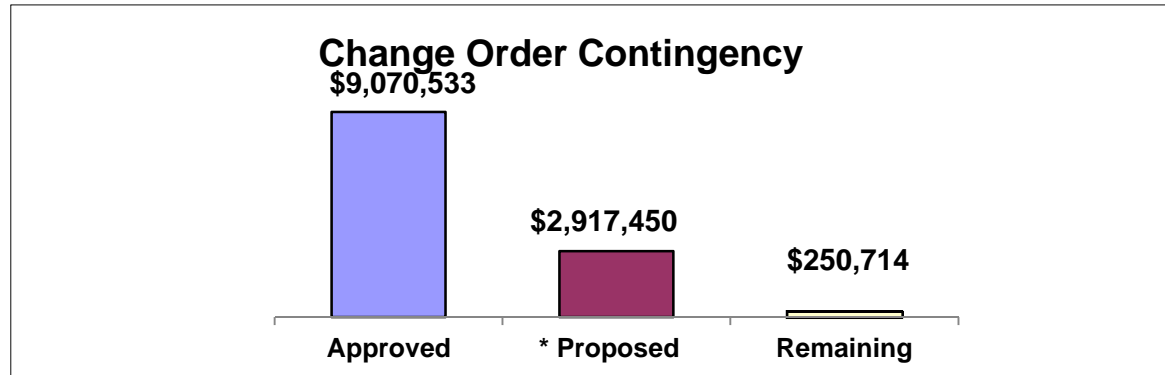 Change Order Contingency
$9,070,533
$2,917,450
$250,714
Approved
* Proposed
Remaining